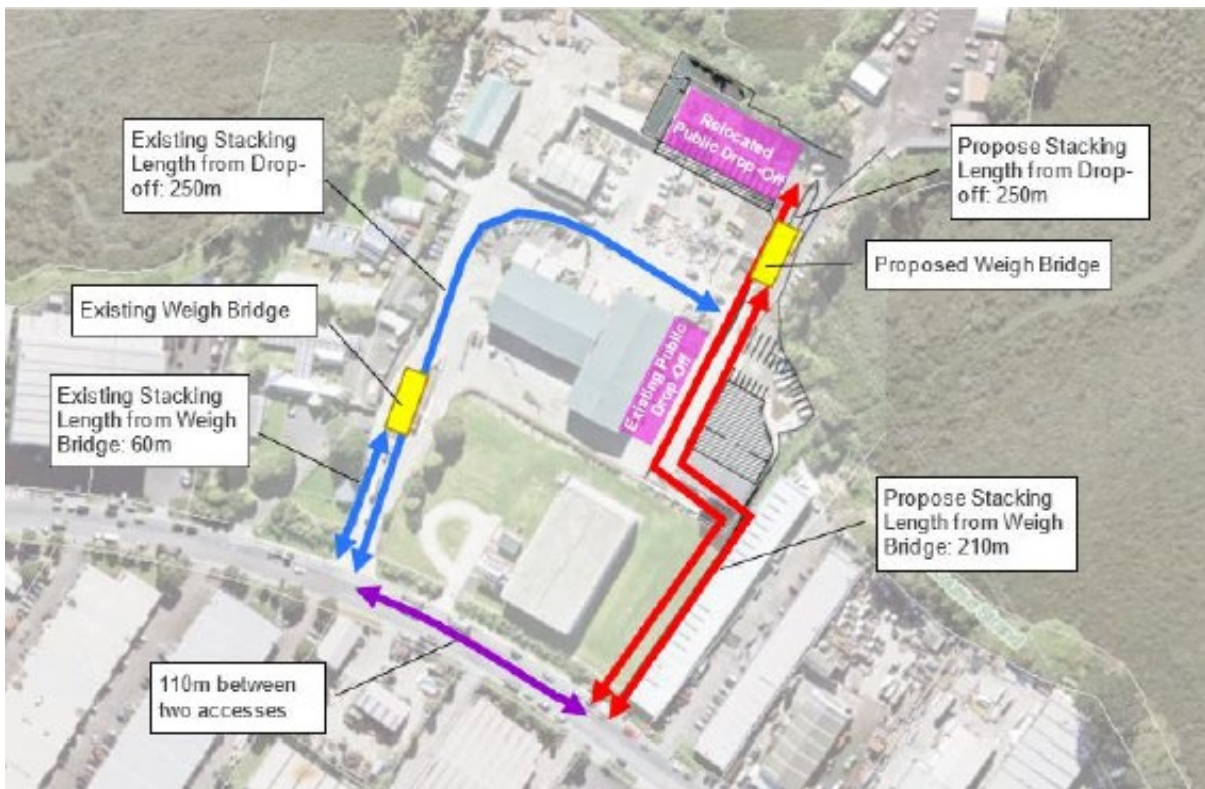 Existing Stacking
Length from Drop-
off: 250m
Existing Weigh Bridge
Existing Stacking
Length from Weigh
Bridge: 60m
110m between
two accesses
Relocated
Public Drop -Off
Existing Public
Drop -Off
Propose Stacking
Length from Drop-
off: 250m
Proposed Weigh Bridge
Propose Stacking
Length from Weigh
Bridge: 210m